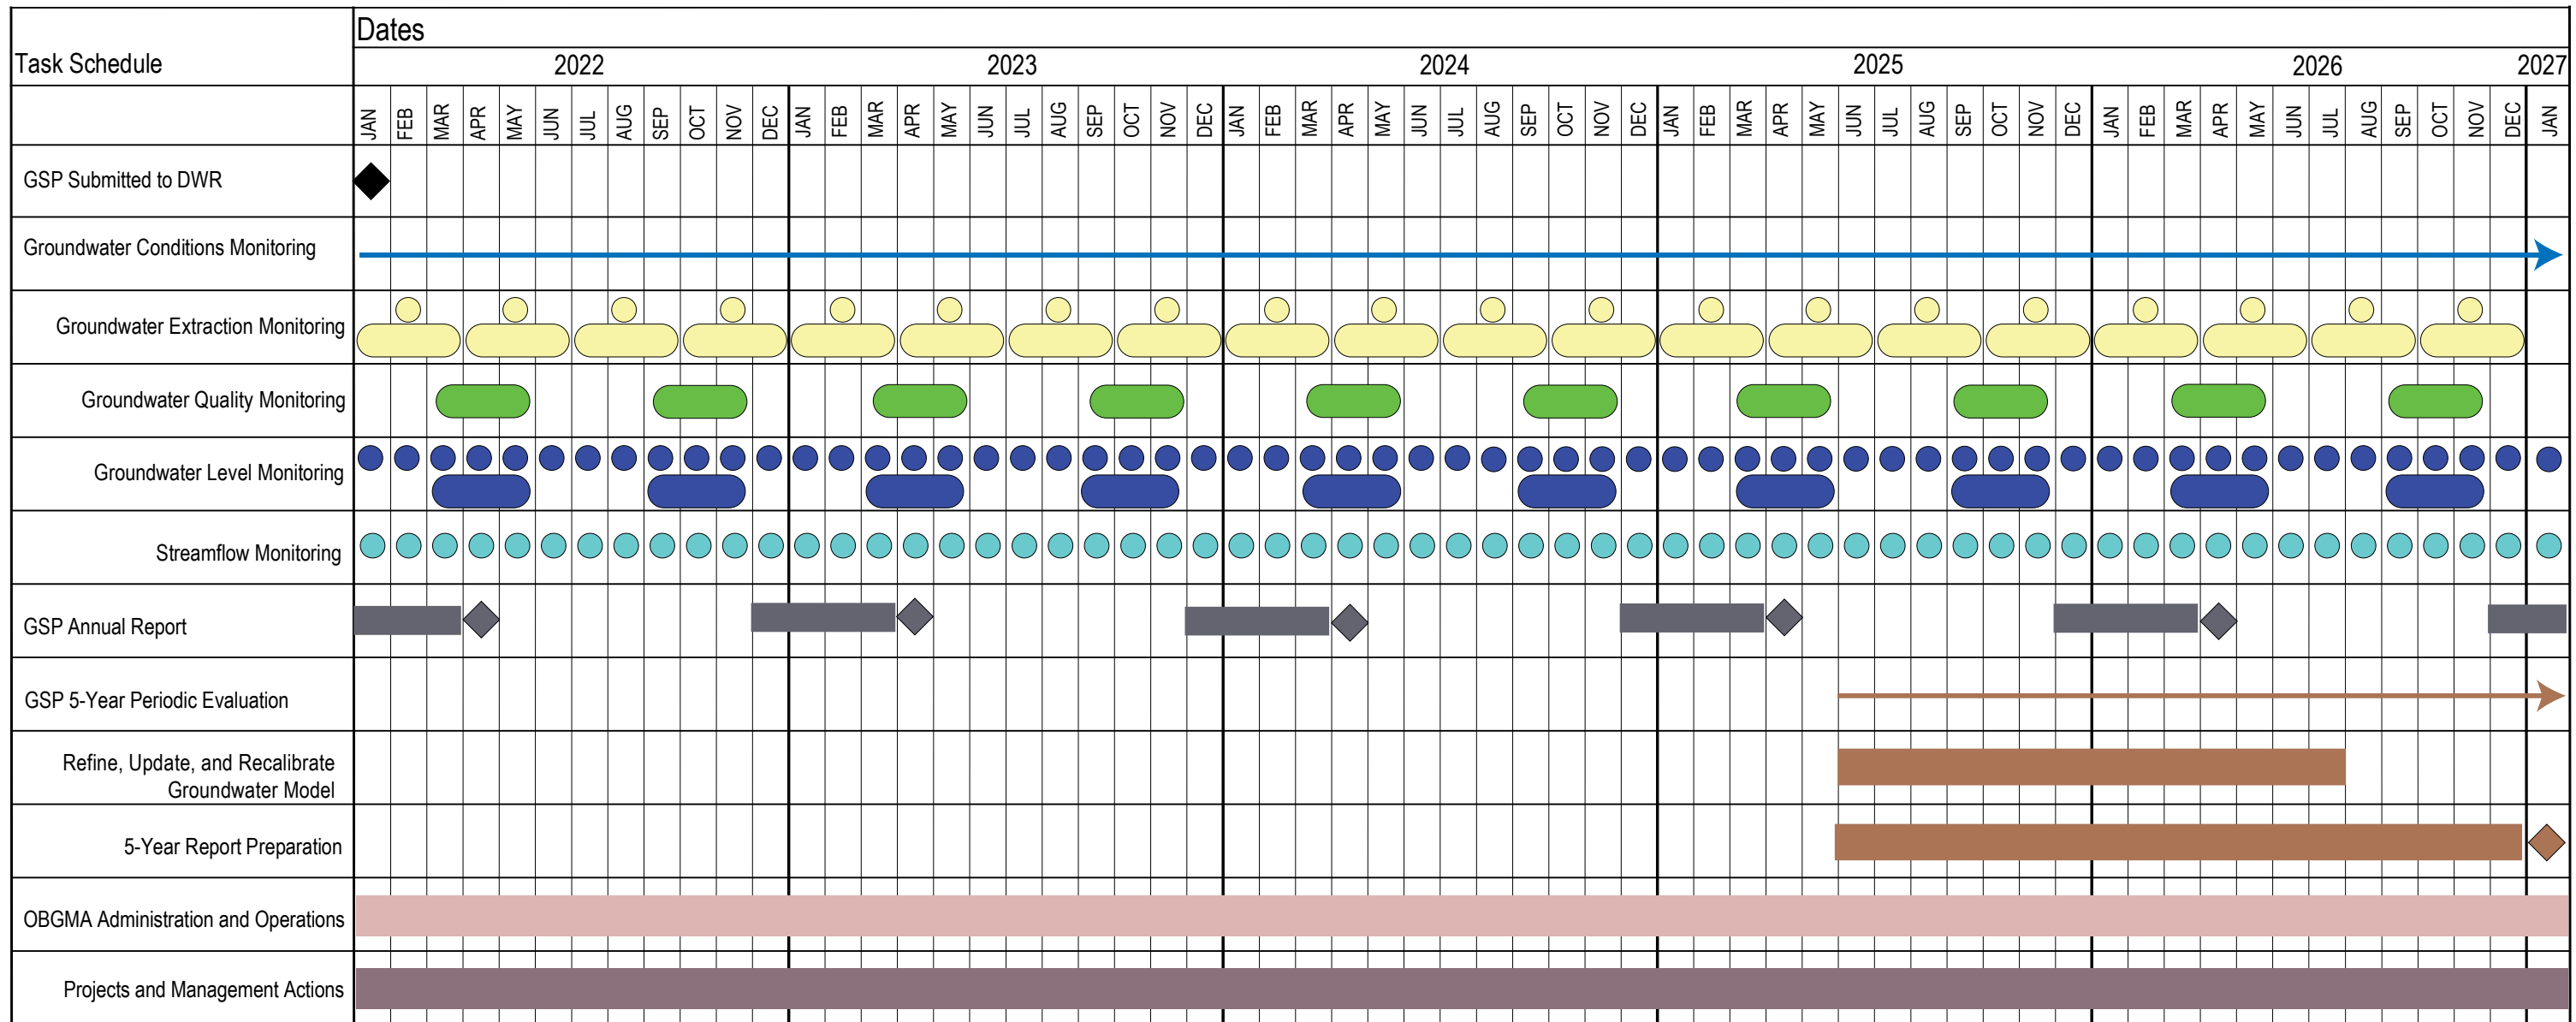 Dates
Task Schedule
2022 2023 2024 2025 2026 2027
JAN FEB MAR APR MAY JUN JUL AUG SEP OCT NOV DEC JAN FEB MAR APR MAY JUN JUL AUG SEP OCT NOV DEC JAN FEB MAR APR MAY JUN JUL AUG SEP OCT NOV DEC JAN FEB MAR APR MAY JUN JUL AUG SEP OCT NOV DEC JAN FEB MAR APR MAY JUN JUL AUG SEP OCT NOV DEC JAN
GSP Submitted to DWR
Groundwater Conditions Monitoring
Groundwater Extraction Monitoring
Groundwater Quality Monitoring
Groundwater Level Monitoring
Streamflow Monitoring
GSP Annual Report
GSP 5-Year Periodic Evaluation
Refine, Update, and Recalibrate
Groundwater Model
5-Year Report Preparation
OBGMA Administration and Operations
Projects and Management Actions